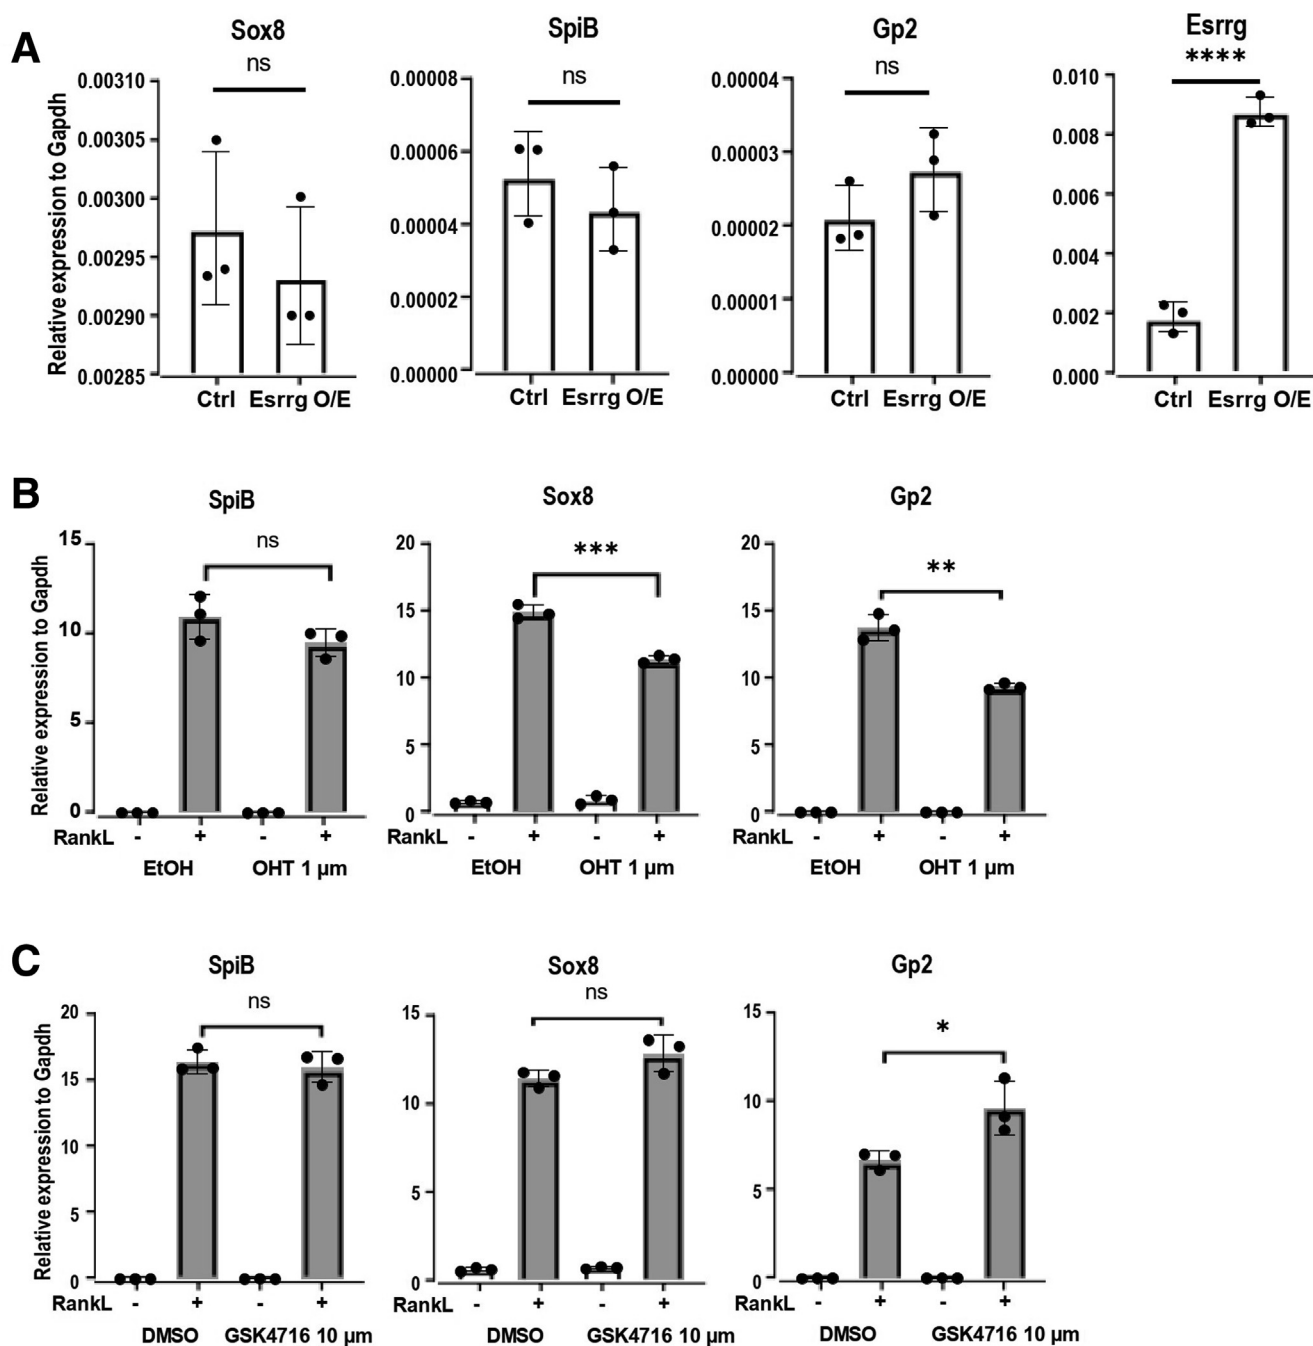 A
Sox8
SpiB
Gp2
Esrrg
ns
ns
ns
****
Relative expression to Gapdh
0.00310
0.00305
0.00300
0.00295
0.00290
0.00285
Ctrl Esrrg O/E
0.00008
0.00006
0.00004
0.00002
0.00000
Ctrl Esrrg O/E
0.00004
0.00003
0.00002
0.00001
0.00000
Ctrl Esrrg O/E
0.010
0.008
0.006
0.004
0.002
0.000
Ctrl Esrrg O/E
B
SpiB
Sox8
Gp2
ns
***
**
Relative expression to Gapdh
15
10
5
0
RankL - + - +
EtOH OHT 1 µm
20
15
10
5
0
RankL - + - +
EtOH OHT 1 µm
20
15
10
5
0
RankL - + - +
EtOH OHT 1 µm
C
SpiB
Sox8
Gp2
ns
ns
*
Relative expression to Gapdh
20
15
10
5
0
RankL - + - +
DMSO GSK4716 10 µm
15
10
5
0
RankL - + - +
DMSO GSK4716 10 µm
15
10
5
0
RankL - + - +
DMSO GSK4716 10 µm